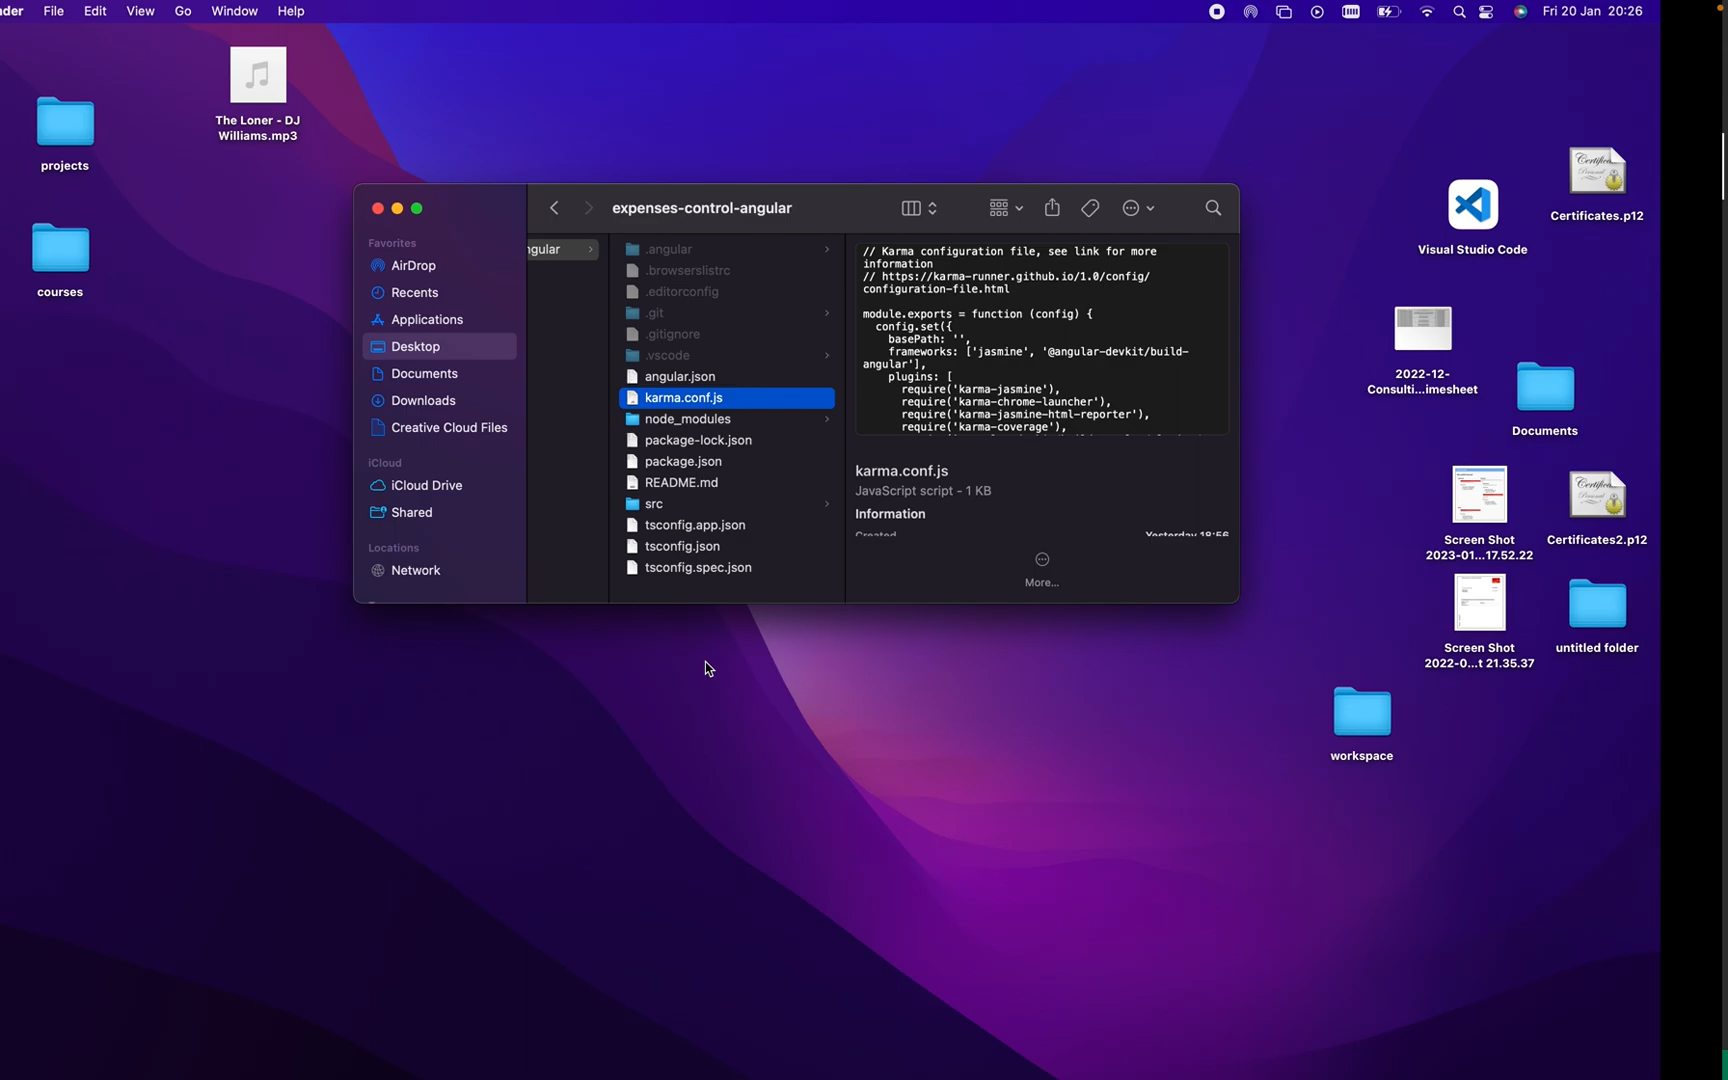 nder File Edit View Go Window Help
Fri 20 Jan 20:26
The Loner - DJ
Williams.mp3
projects
courses
expenses-control-angular
Favorites
AirDrop
Recents
Applications
Desktop
Documents
Downloads
Creative Cloud Files
iCloud
iCloud Drive
Shared
Locations
Network
ngular
.angular
.browserslistrc
.editorconfig
.git
.gitignore
.vscode
angular.json
karma.conf.js
node_modules
package-lock.json
package.json
README.md
src
tsconfig.app.json
tsconfig.json
tsconfig.spec.json
// Karma configuration file, see link for more
information
// https://karma-runner.github.io/1.0/config/
configuration-file.html
module.exports = function (config) {
config.set({
basePath: '',
frameworks: ['jasmine', '@angular-devkit/build-
angular'],
plugins: [
require('karma-jasmine'),
require('karma-chrome-launcher'),
require('karma-jasmine-html-reporter'),
require('karma-coverage'),
karma.conf.js
JavaScript script - 1 KB
Information
Created Yesterday 18:56
More...
Certificates.p12
Visual Studio Code
2022-12-
Consulti...imesheet
Documents
Screen Shot
2023-01...17.52.22
Certificates2.p12
Screen Shot
2022-0...t 21.35.37
untitled folder
workspace